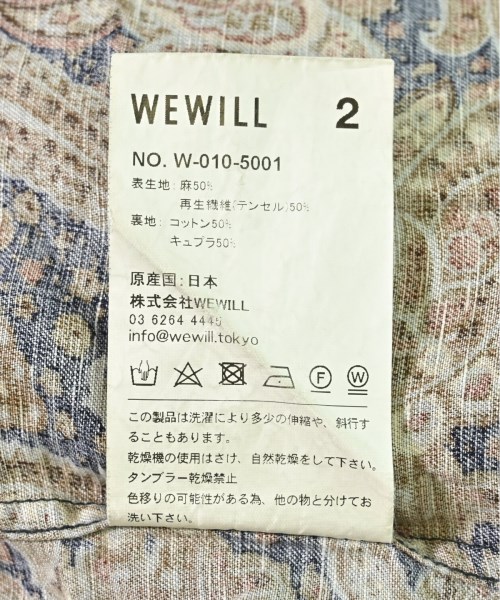 WEWILL 2
NO. W-010-5001
表生地：麻50%
再生繊維(テンセル)50%
裏地：コットン50%
キュプラ50%
原産国：日本
株式会社WEWILL
03 6264 4445
info@wewill.tokyo
F W
この製品は洗濯により多少の伸縮や、斜行す
ることもあります。
乾燥機の使用はさけ、自然乾燥をして下さい。
タンブラー乾燥禁止
色移りの可能性がある為、他の物と分けてお
洗い下さい。